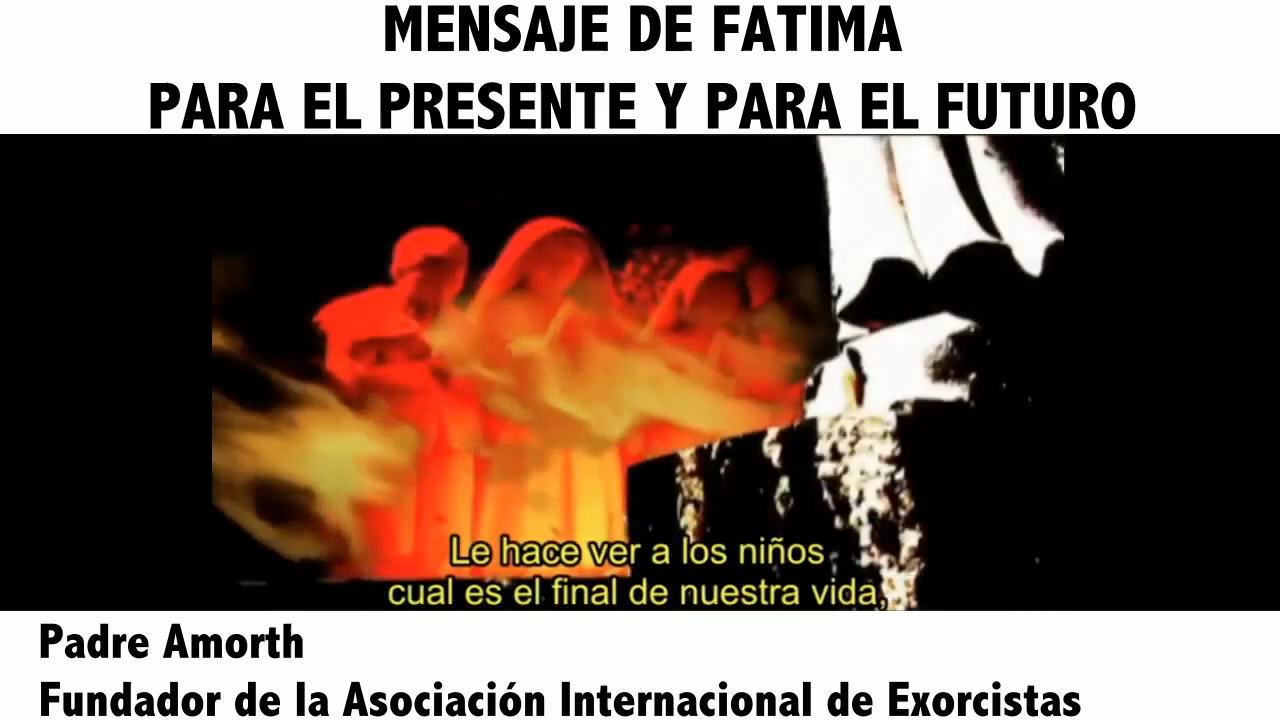 MENSAJE DE FATIMA
PARA EL PRESENTE Y PARA EL FUTURO
Le hace ver a los niños
cual es el final de nuestra vida,
Padre Amorth
Fundador de la Asociación Internacional de Exorcistas